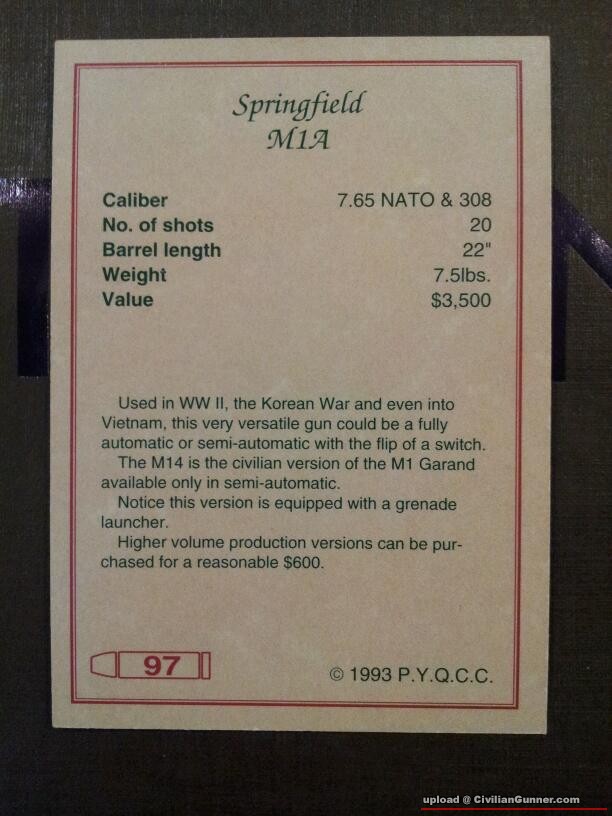 Springfield
M1A
Caliber 7.65 NATO & 308
No. of shots 20
Barrel length 22"
Weight 7.5lbs.
Value $3,500
Used in WW II, the Korean War and even into
Vietnam, this very versatile gun could be a fully
automatic or semi-automatic with the flip of a switch.
The M14 is the civilian version of the M1 Garand
available only in semi-automatic.
Notice this version is equipped with a grenade
launcher.
Higher volume production versions can be pur-
chased for a reasonable $600.
97
© 1993 P.Y.Q.C.C.
upload @ CivilianGunner.com